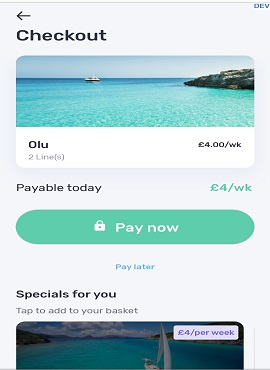 DEV
Checkout
Olu
£4.00/wk
2 Line(s)
Payable today
£4/wk
Pay now
Pay later
Specials for you
Tap to add to your basket
£4/per week